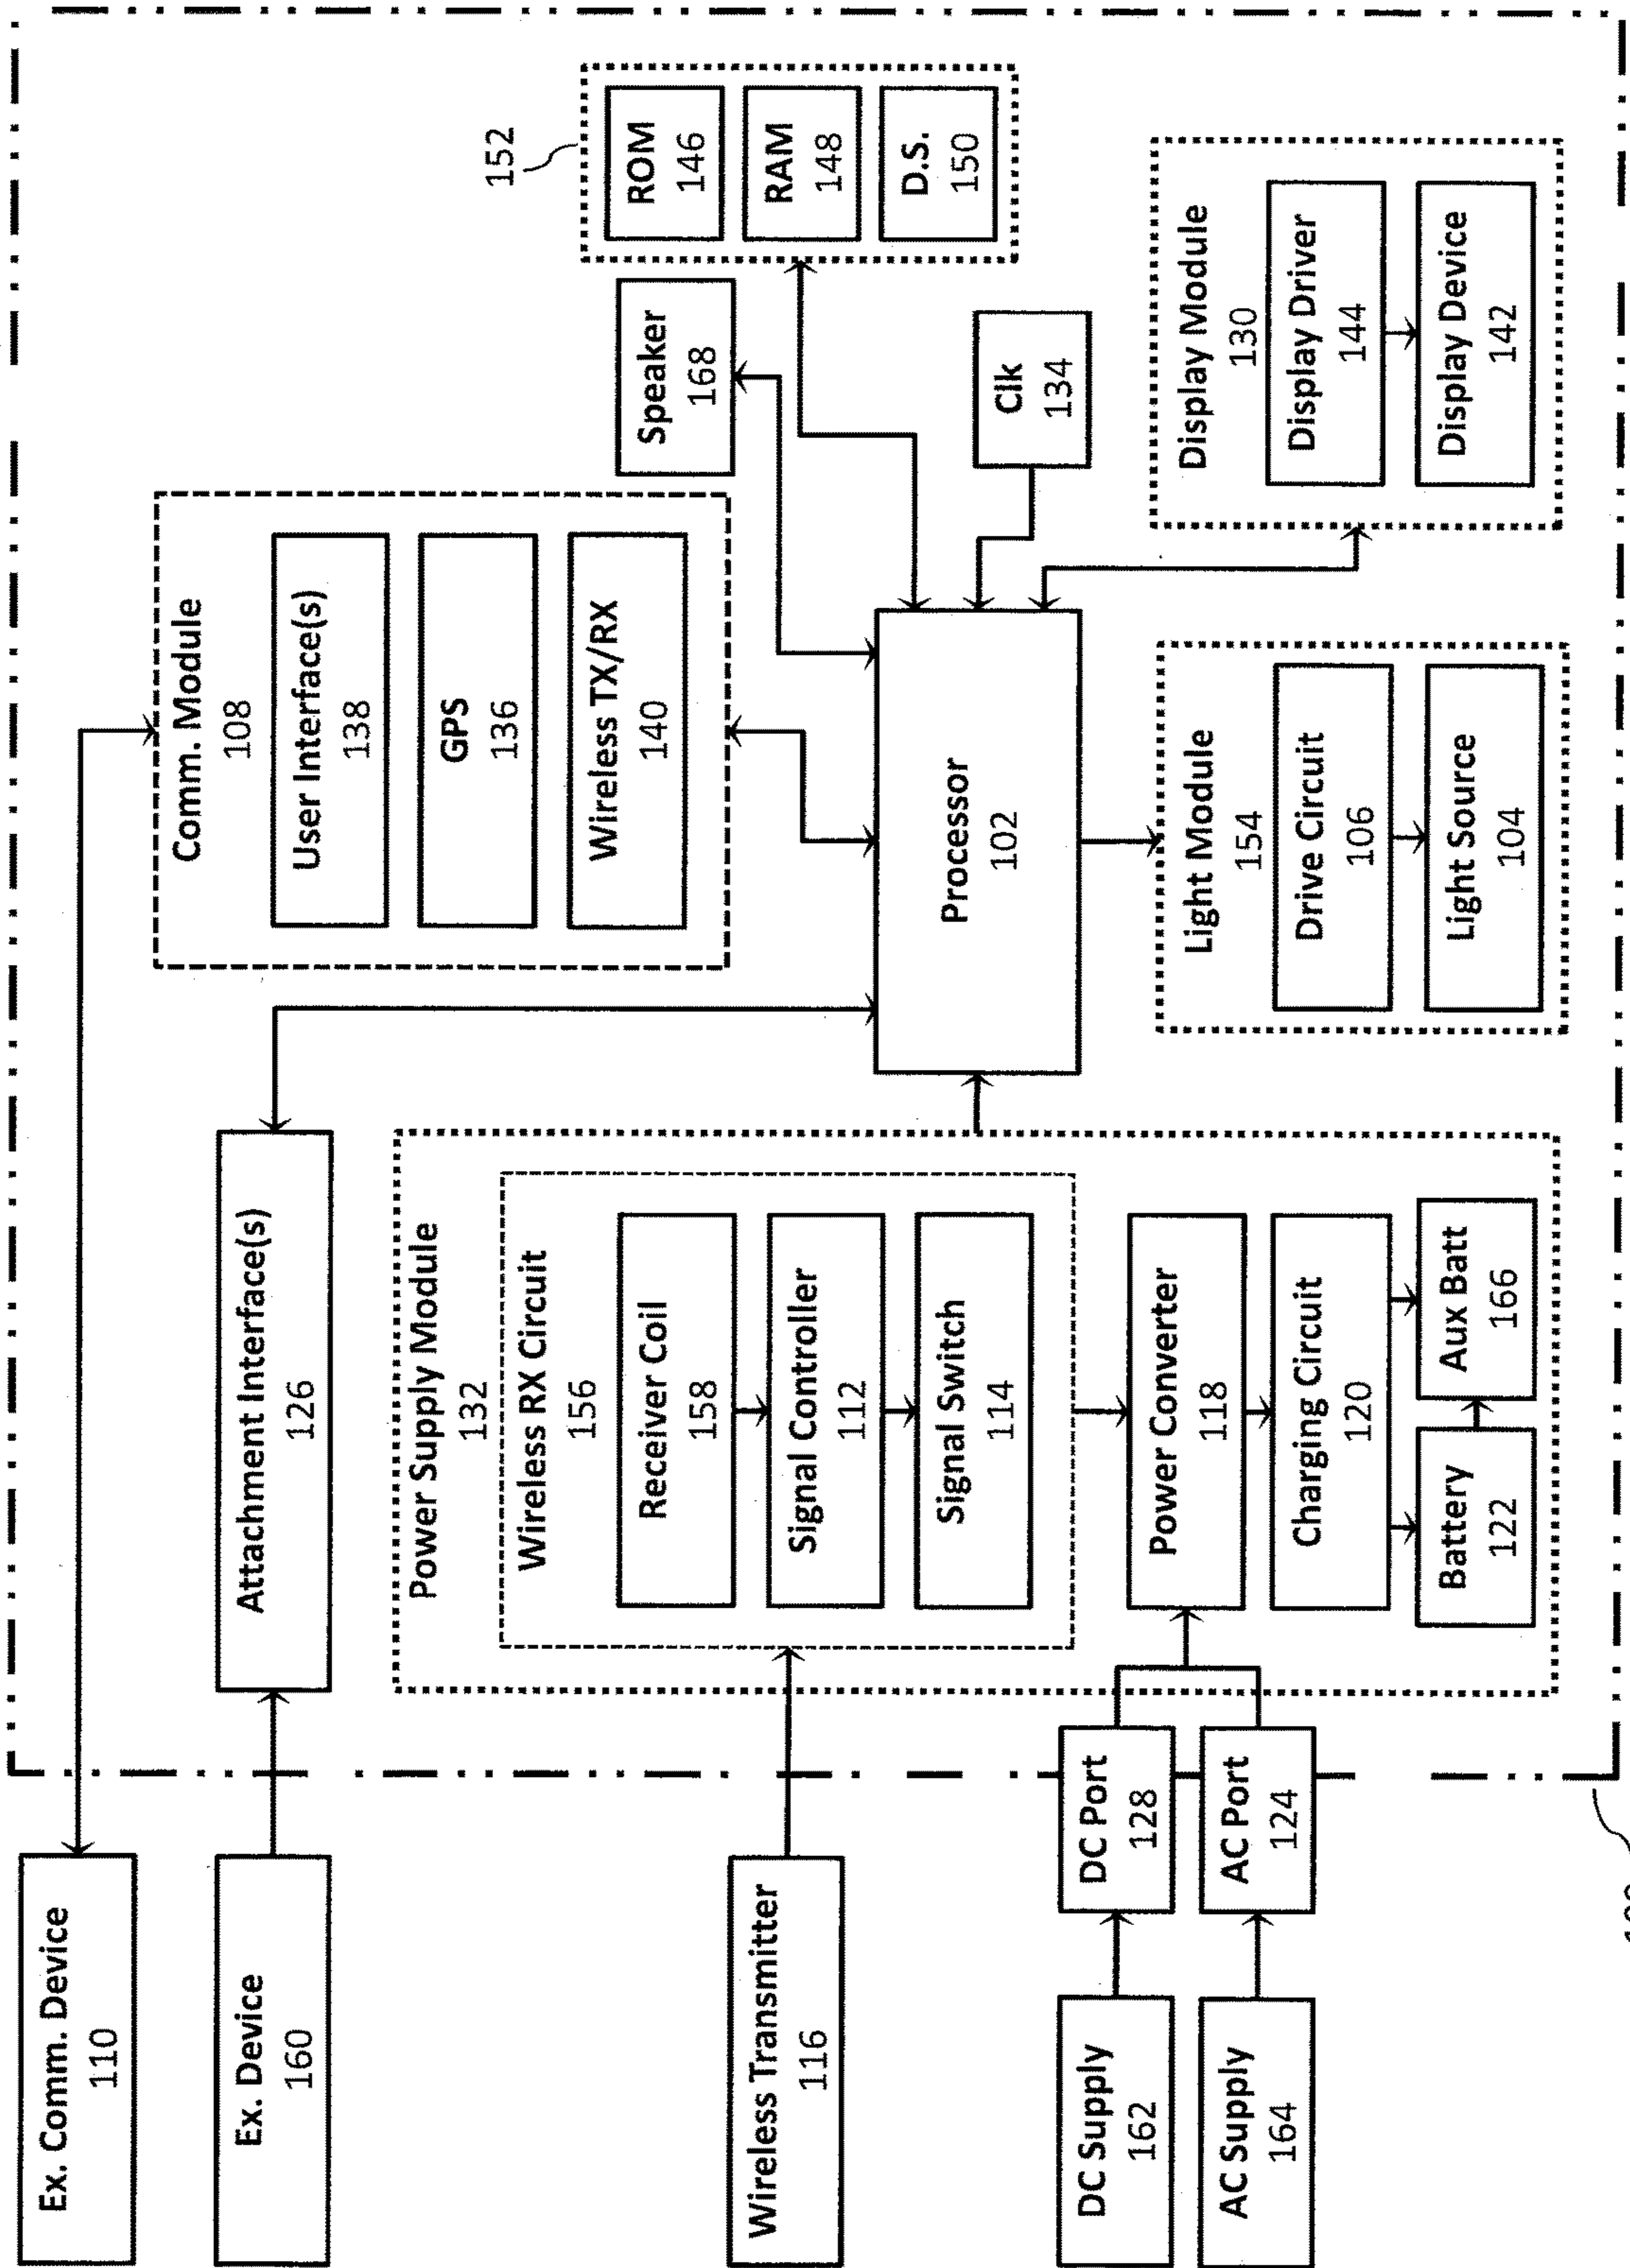 Ex. Comm. Device
110
Ex. Device
160
Wireless Transmitter
116
DC Supply
162
AC Supply
164
DC Port
128
AC Port
124
Attachment Interface(s)
126
Power Supply Module
132
Wireless RX Circuit
156
Receiver Coil
158
Signal Controller
112
Signal Switch
114
Power Converter
118
Charging Circuit
120
Battery
122
Aux Batt
166
Comm. Module
108
User Interface(s)
138
GPS
136
Wireless TX/RX
140
Processor
102
Light Module
154
Drive Circuit
106
Light Source
104
Speaker
168
152
ROM
146
RAM
148
D.S.
150
Clk
134
Display Module
130
Display Driver
144
Display Device
142